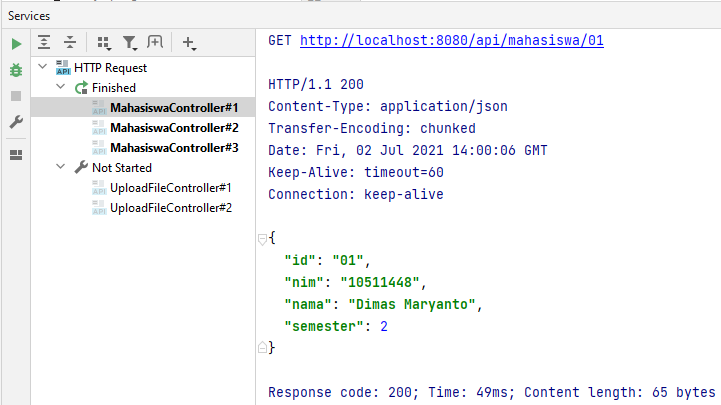 Services
HTTP Request
Finished
MahasiswaController#1
MahasiswaController#2
MahasiswaController#3
Not Started
UploadFileController#1
UploadFileController#2
GET http://localhost:8080/api/mahasiswa/01
HTTP/1.1 200
Content-Type: application/json
Transfer-Encoding: chunked
Date: Fri, 02 Jul 2021 14:00:06 GMT
Keep-Alive: timeout=60
Connection: keep-alive
{
"id": "01",
"nim": "10511448",
"nama": "Dimas Maryanto",
"semester": 2
}
Response code: 200; Time: 49ms; Content length: 65 bytes